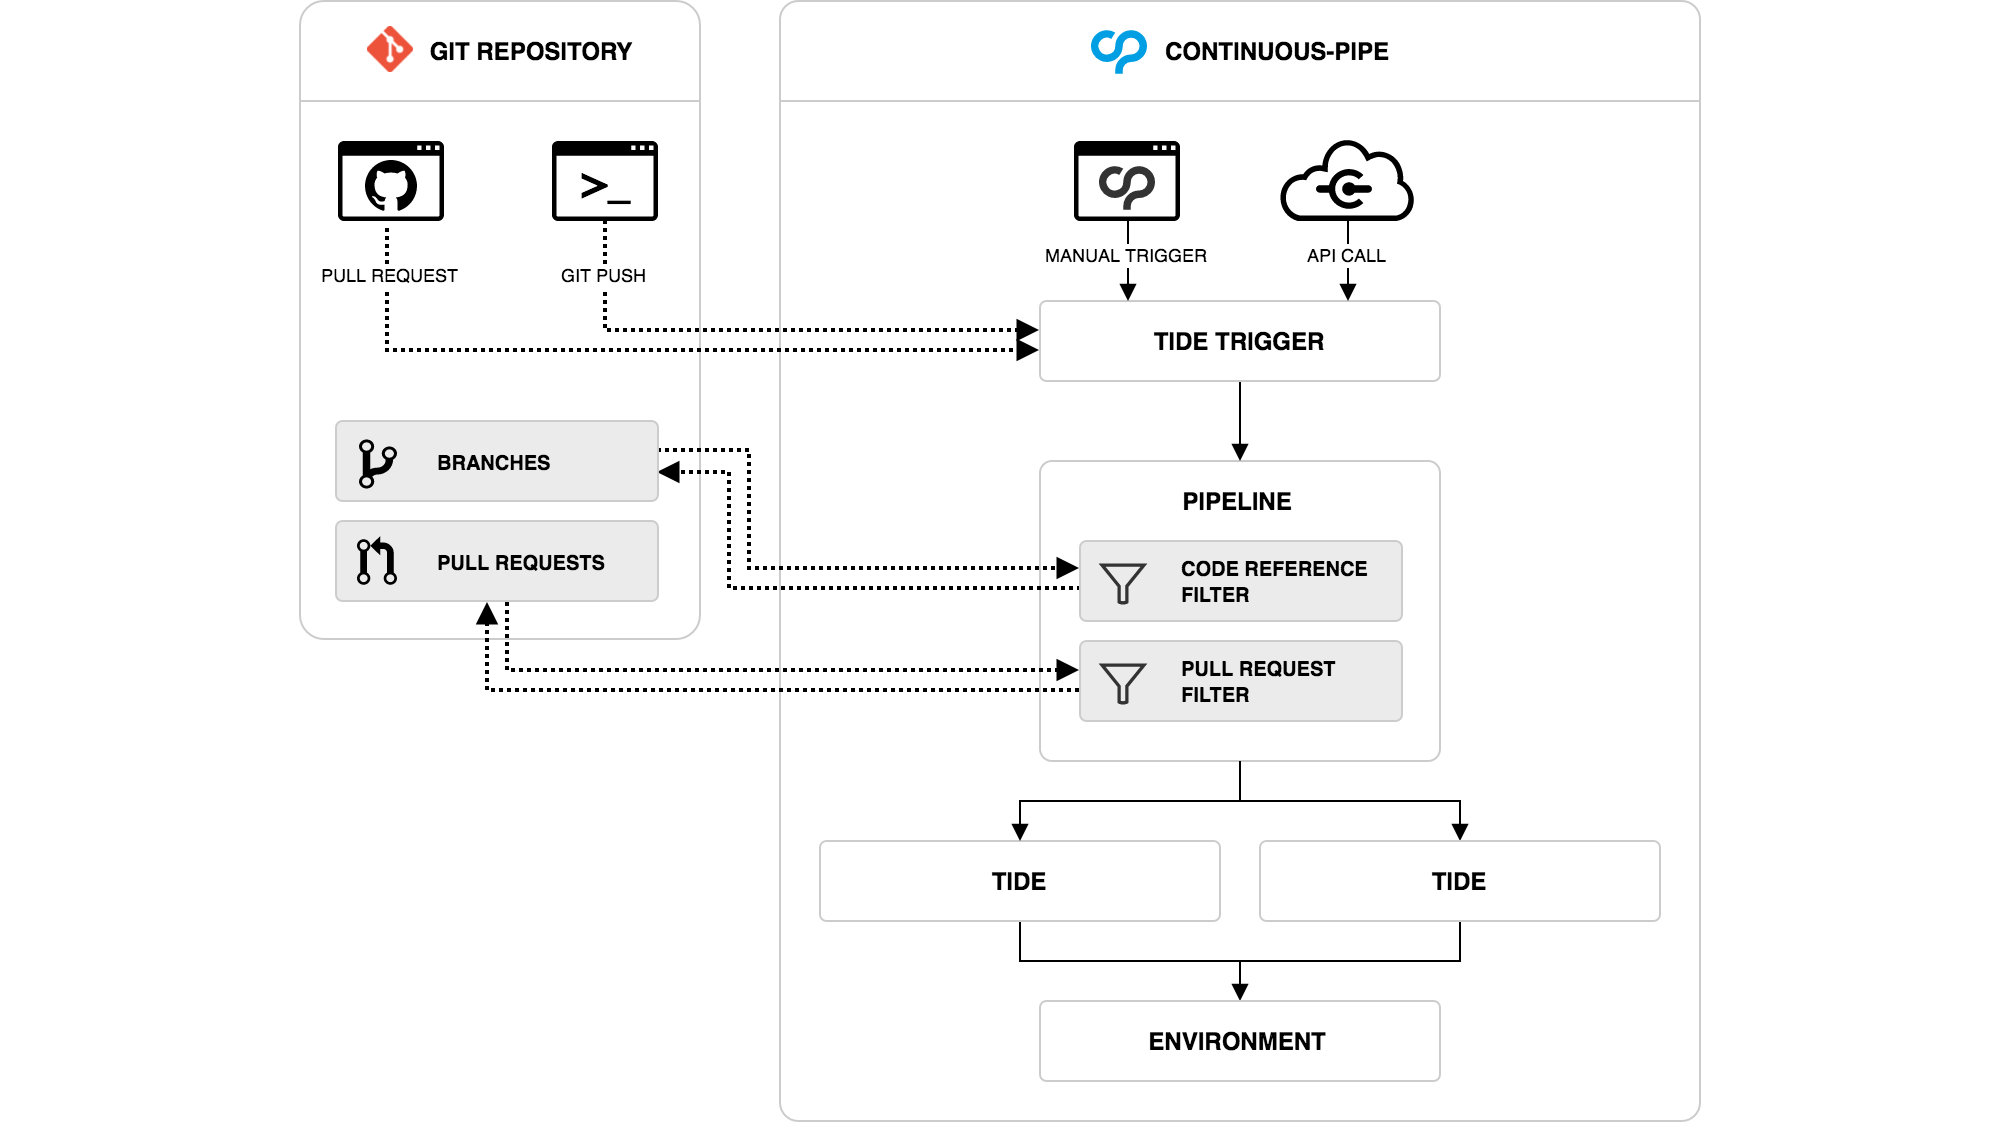 GIT REPOSITORY
CONTINUOUS-PIPE
>_
PULL REQUEST
GIT PUSH
MANUAL TRIGGER
API CALL
TIDE TRIGGER
BRANCHES
PULL REQUESTS
PIPELINE
CODE REFERENCE
FILTER
PULL REQUEST
FILTER
TIDE
TIDE
ENVIRONMENT